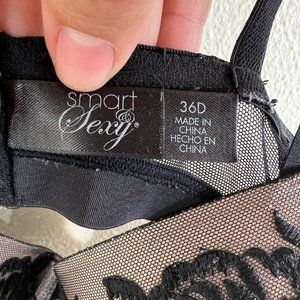 smart
&
Sexy®
36D
MADE IN
CHINA
HECHO EN
CHINA